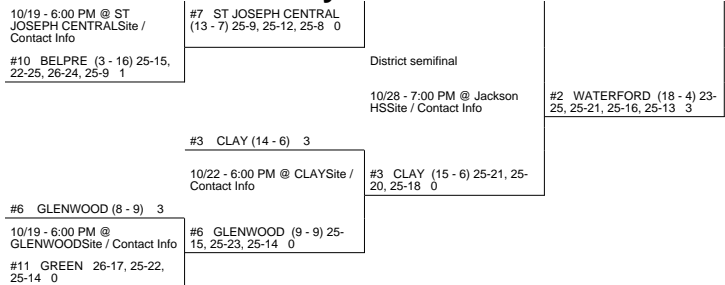 10/19 - 6:00 PM @ ST
JOSEPH CENTRALSite /
Contact Info
#7 ST JOSEPH CENTRAL
(13 - 7) 25-9, 25-12, 25-8 0
#10 BELPRE (3 - 16) 25-15,
22-25, 26-24, 25-9 1
District semifinal
10/28 - 7:00 PM @ Jackson
HSSite / Contact Info
#2 WATERFORD (18 - 4) 23-
25, 25-21, 25-16, 25-13 3
#3 CLAY (14 - 6) 3
10/22 - 6:00 PM @ CLAYSite /
Contact Info
#3 CLAY (15 - 6) 25-21, 25-
20, 25-18 0
#6 GLENWOOD (8 - 9) 3
10/19 - 6:00 PM @
GLENWOODSite / Contact Info
#6 GLENWOOD (9 - 9) 25-
15, 25-23, 25-14 0
#11 GREEN 26-17, 25-22,
25-14 0